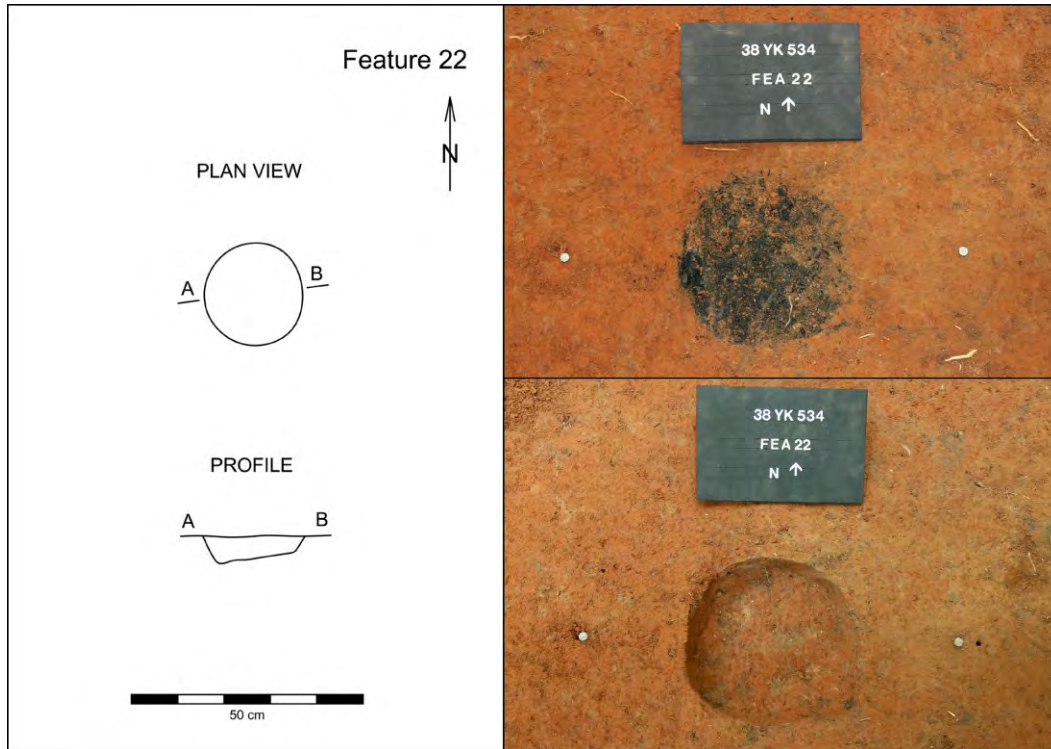 Feature 22
N
PLAN VIEW
A B
PROFILE
A B
50 cm
38 YK 534
FEA 22
N ↑
38 YK 534
FEA 22
N ↑